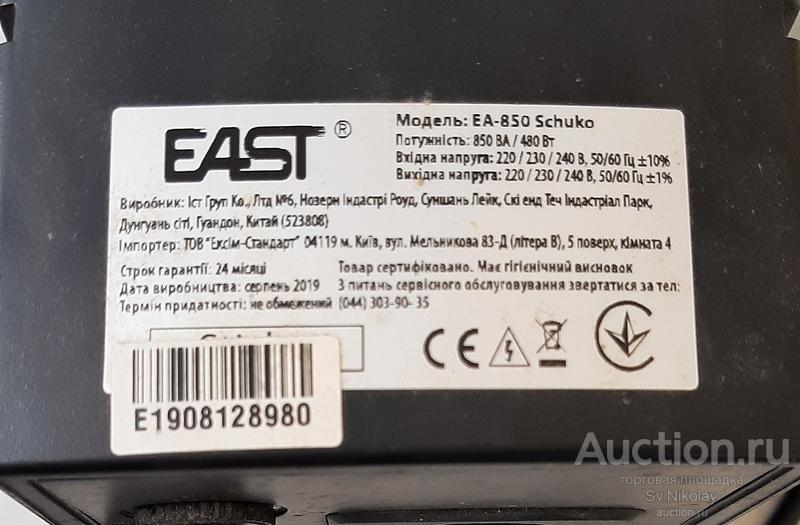 EAST ®
Модель: EA-850 Schuko
Потужність: 850 ВА / 480 Вт
Вхідна напруга: 220 / 230 / 240 В, 50/60 Гц ±10%
Вихідна напруга: 220 / 230 / 240 В, 50/60 Гц ±1%
Виробник: Іст Груп Ко., Лтд №6, Нозерн Індастрі Роуд, Суншань Лейк, Скі енд Теч Індастріал Парк,
Дунгуань сіті, Гуандон, Китай (523808)
Імпортер: ТОВ "Ексім-Стандарт" 04119 м. Київ, вул. Мельникова 83-Д (літера В), 5 поверх, кімната 4
Строк гарантії: 24 місяці
Товар сертифіковано. Має гігієнічний висновок
Дата виробництва: серпень 2019
З питань сервісного обслуговування звертатися за тел:
Термін придатності: не обмежений
(044) 303-90-35
CE
E1908128980
Auction.ru
торговая площадка
Sv Nikolay
auction.ru